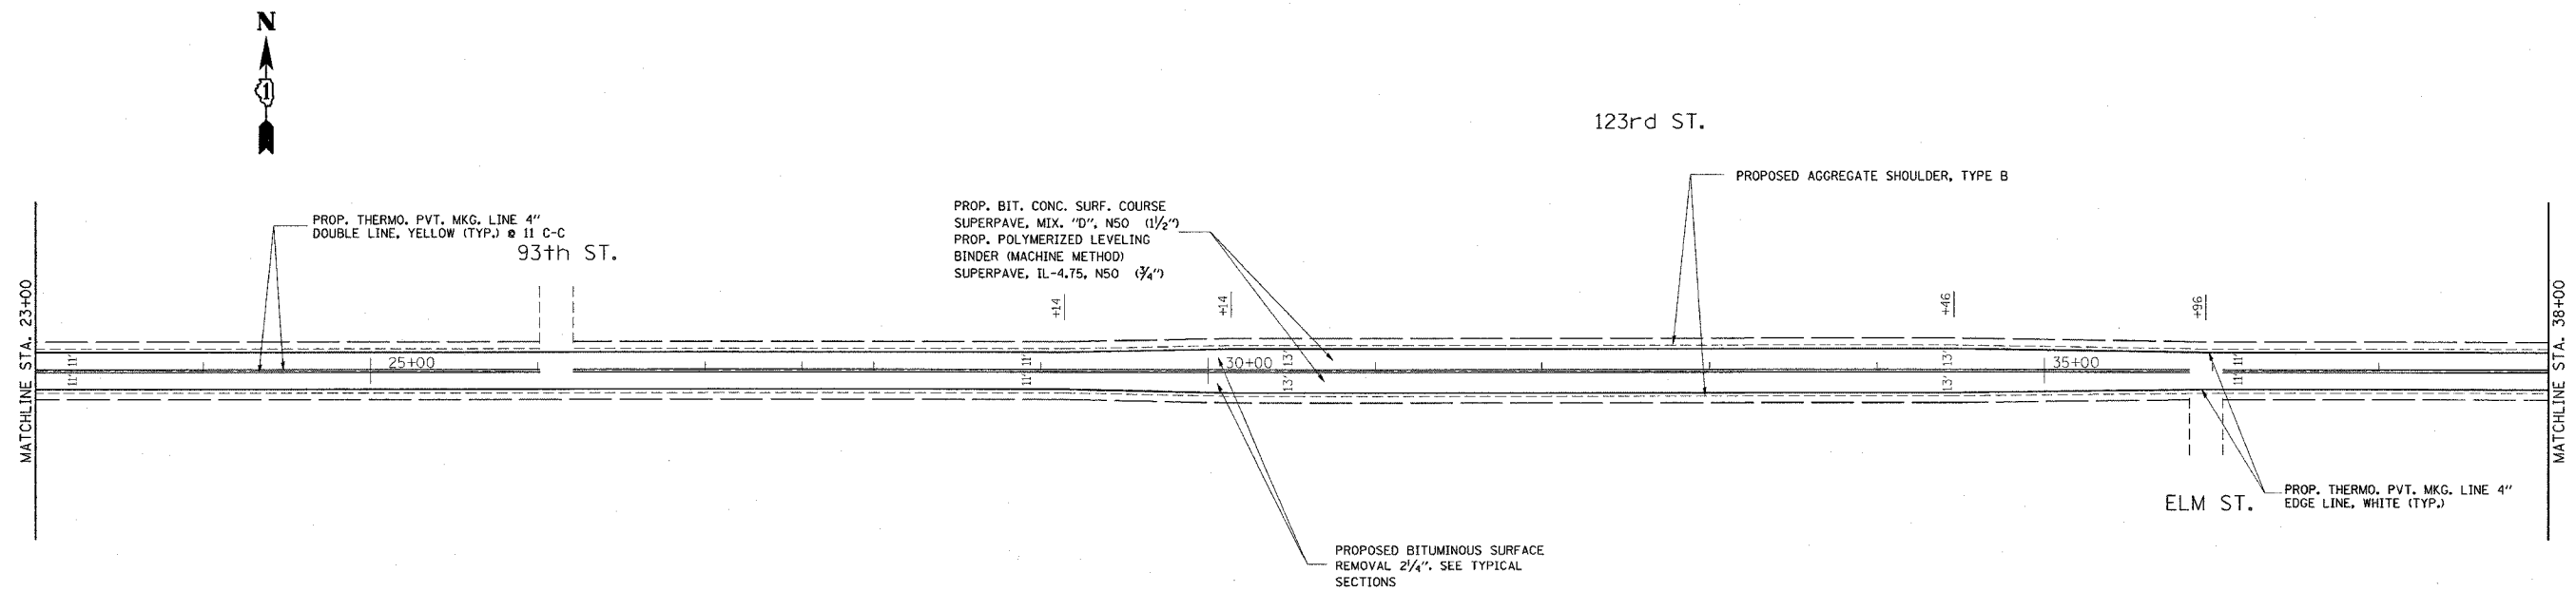 N
1
123rd ST.
PROPOSED AGGREGATE SHOULDER, TYPE B
PROP. THERMO. PVT. MKG. LINE 4"
DOUBLE LINE, YELLOW (TYP.) @ 11 C-C
93th ST.
PROP. BIT. CONC. SURF. COURSE
SUPERPAVE, MIX. "D", N50 (1 1/2")
PROP. POLYMERIZED LEVELING
BINDER (MACHINE METHOD)
SUPERPAVE, IL-4.75, N50 (3/4")
MATCHLINE STA. 23+00
+14
+14
+46
+96
MATCHLINE STA. 38+00
11' 11'
25+00
11' 11'
30+00
13' 13'
13' 13'
35+00
11' 11'
ELM ST.
PROP. THERMO. PVT. MKG. LINE 4"
EDGE LINE, WHITE (TYP.)
PROPOSED BITUMINOUS SURFACE
REMOVAL 2 1/4". SEE TYPICAL
SECTIONS